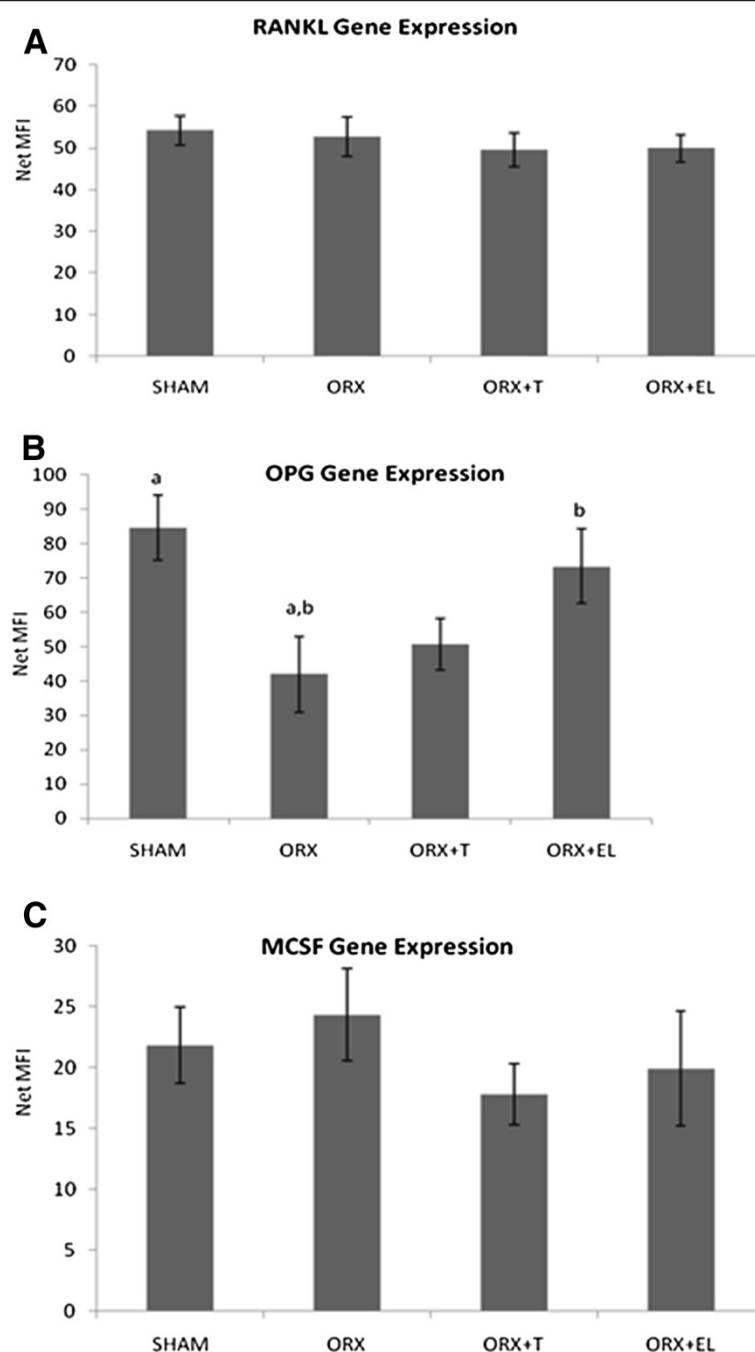 A
RANKL Gene Expression
Net MFI
70
60
50
40
30
20
10
0
SHAM ORX ORX+T ORX+EL
B
OPG Gene Expression
Net MFI
100
90
80
70
60
50
40
30
20
10
0
a
a,b
b
SHAM ORX ORX+T ORX+EL
C
MCSF Gene Expression
Net MFI
30
25
20
15
10
5
0
SHAM ORX ORX+T ORX+EL